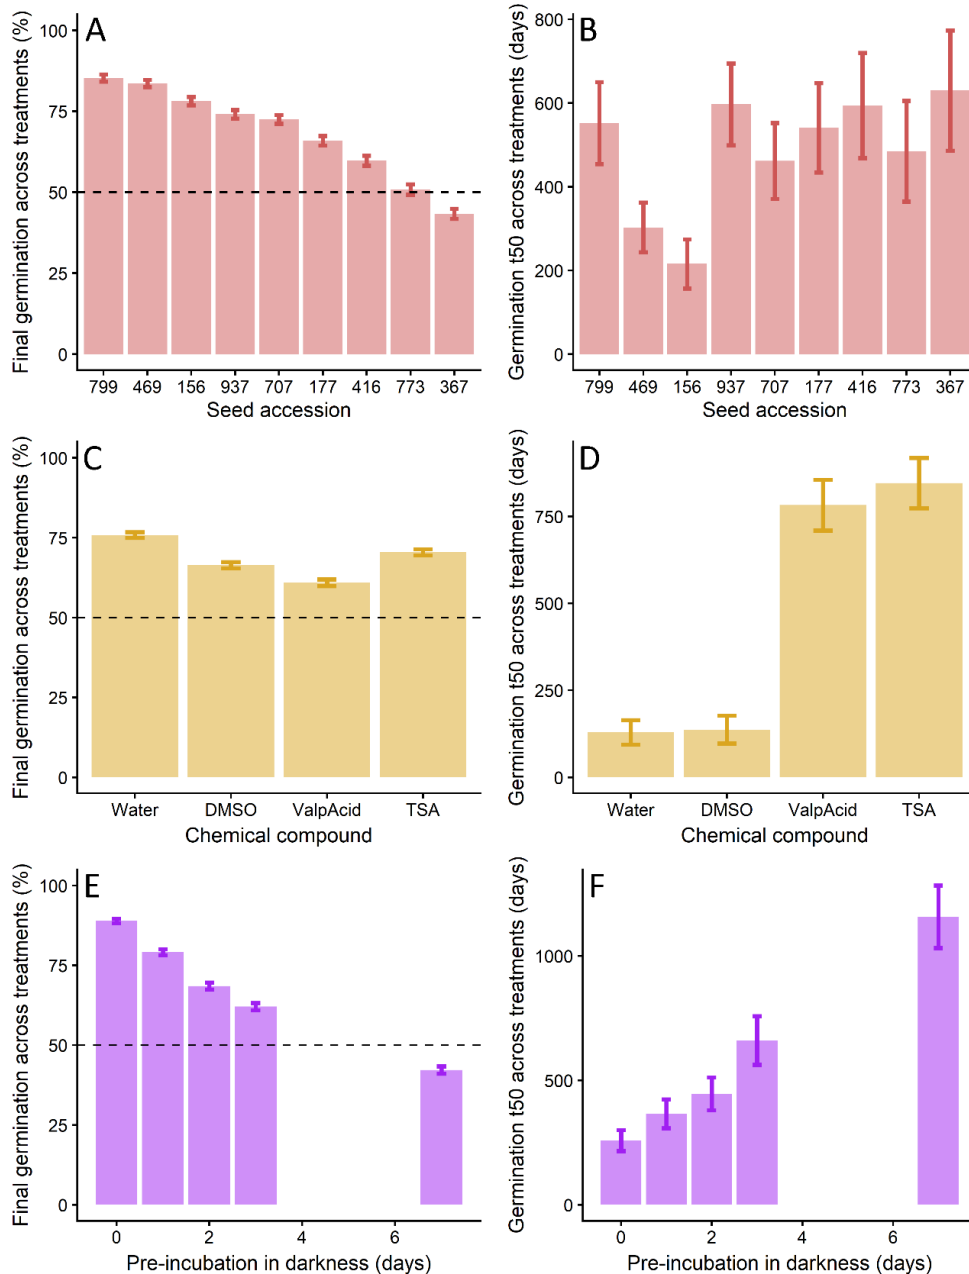 A
Final germination across treatments (%)
100
75
50
25
0
799 469 156 937 707 177 416 773 367
Seed accession
B
Germination t50 across treatments (days)
800
600
400
200
0
799 469 156 937 707 177 416 773 367
Seed accession
C
Final germination across treatments (%)
100
75
50
25
0
Water DMSO ValpAcid TSA
Chemical compound
D
Germination t50 across treatments (days)
750
500
250
0
Water DMSO ValpAcid TSA
Chemical compound
E
Final germination across treatments (%)
100
75
50
25
0
0 2 4 6
Pre-incubation in darkness (days)
F
Germination t50 across treatments (days)
1000
500
0
0 2 4 6
Pre-incubation in darkness (days)